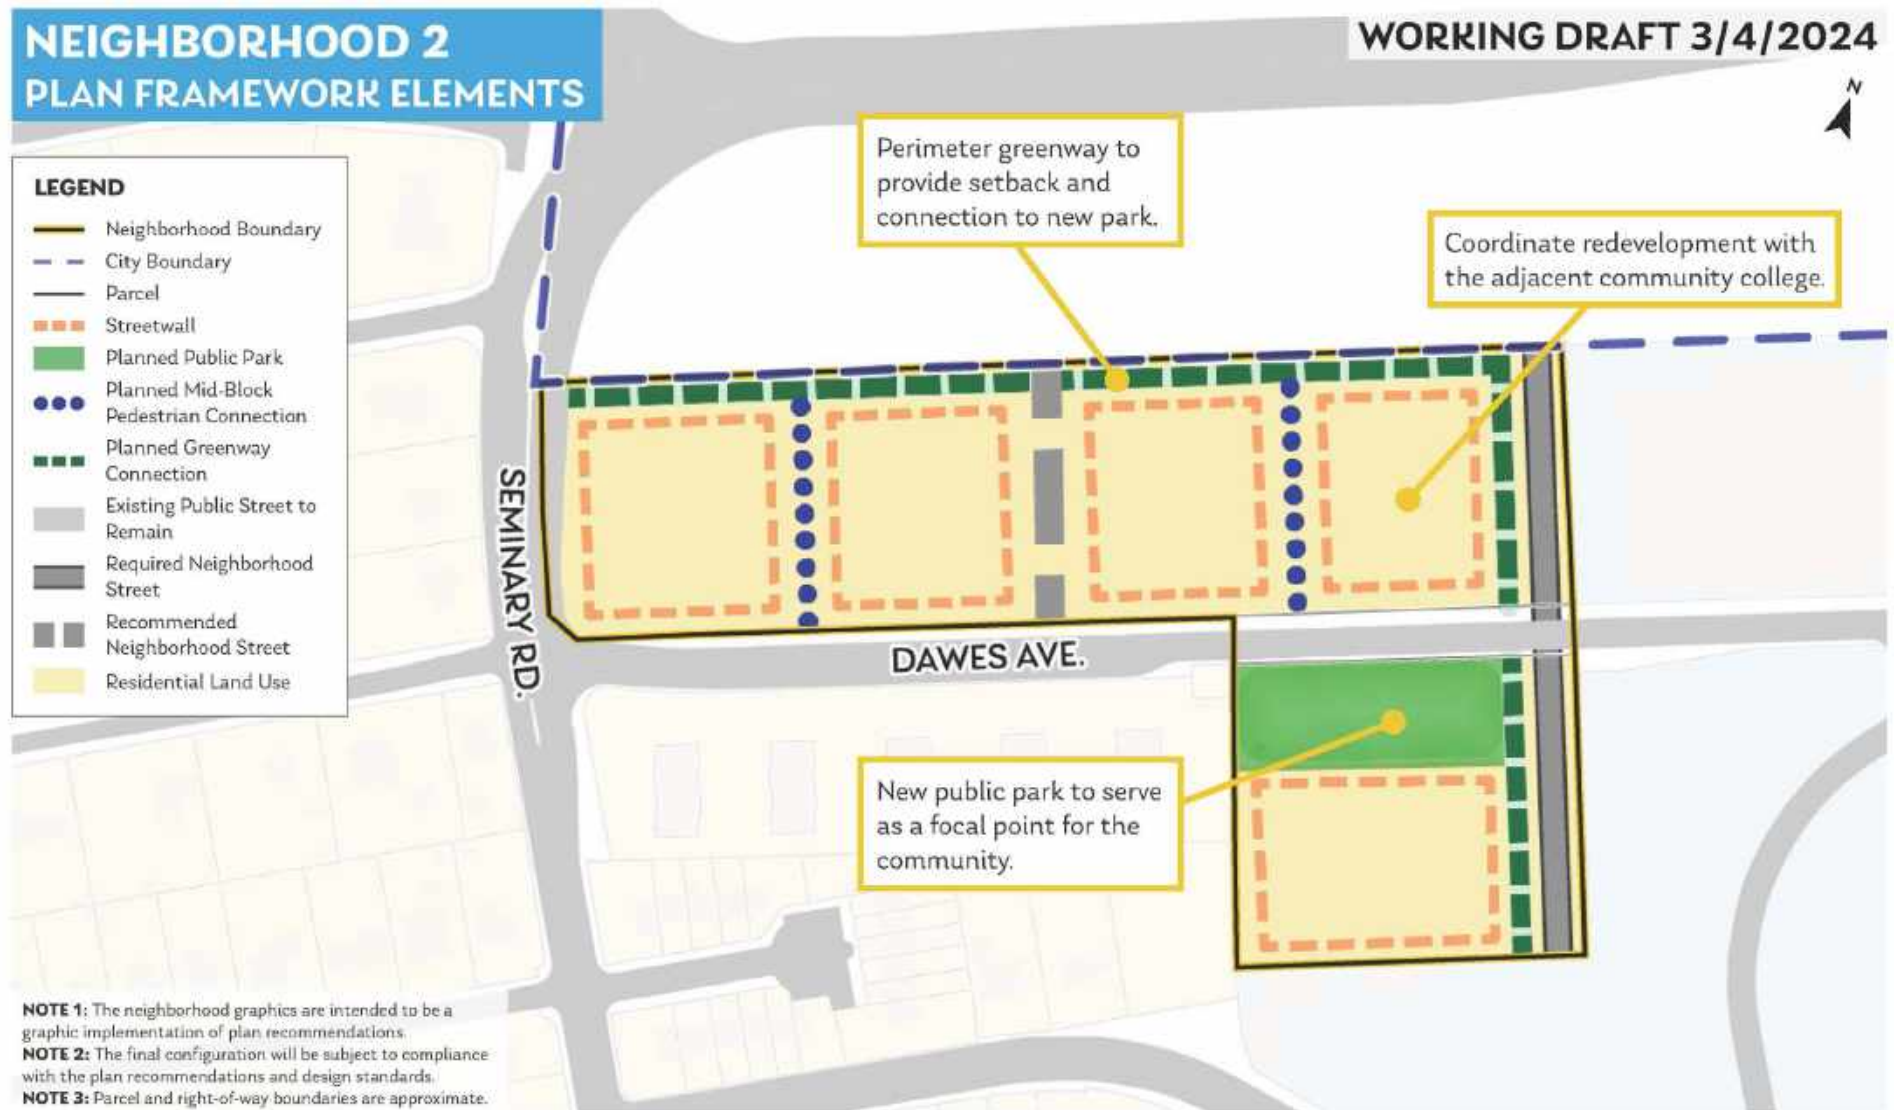 NEIGHBORHOOD 2
PLAN FRAMEWORK ELEMENTS
WORKING DRAFT 3/4/2024
N
LEGEND
Neighborhood Boundary
City Boundary
Parcel
Streetwall
Planned Public Park
Planned Mid-Block
Pedestrian Connection
Planned Greenway
Connection
Existing Public Street to
Remain
Required Neighborhood
Street
Recommended
Neighborhood Street
Residential Land Use
Perimeter greenway to
provide setback and
connection to new park.
Coordinate redevelopment with
the adjacent community college.
SEMINARY RD.
DAWES AVE.
New public park to serve
as a focal point for the
community.
NOTE 1: The neighborhood graphics are intended to be a
graphic implementation of plan recommendations.
NOTE 2: The final configuration will be subject to compliance
with the plan recommendations and design standards.
NOTE 3: Parcel and right-of-way boundaries are approximate.